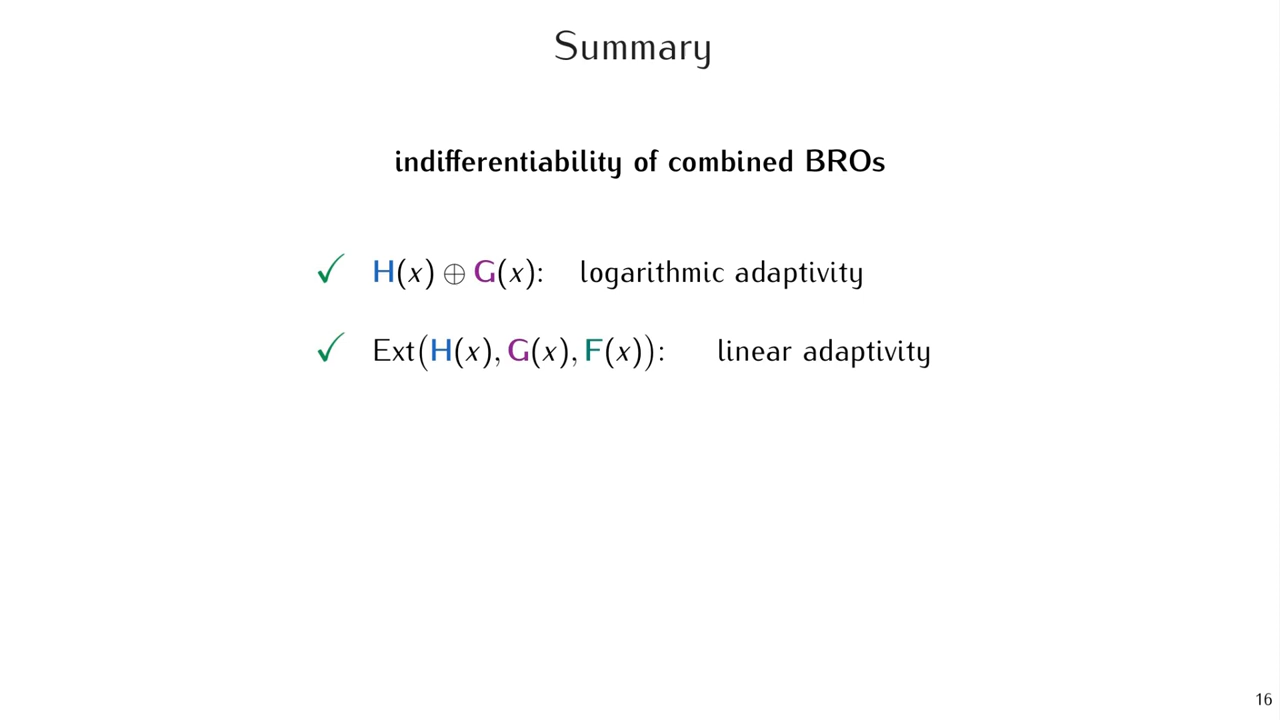 Summary
indifferentiability of combined BROs
✓ H(x) ⊕ G(x): logarithmic adaptivity
✓ Ext(H(x), G(x), F(x)): linear adaptivity
16